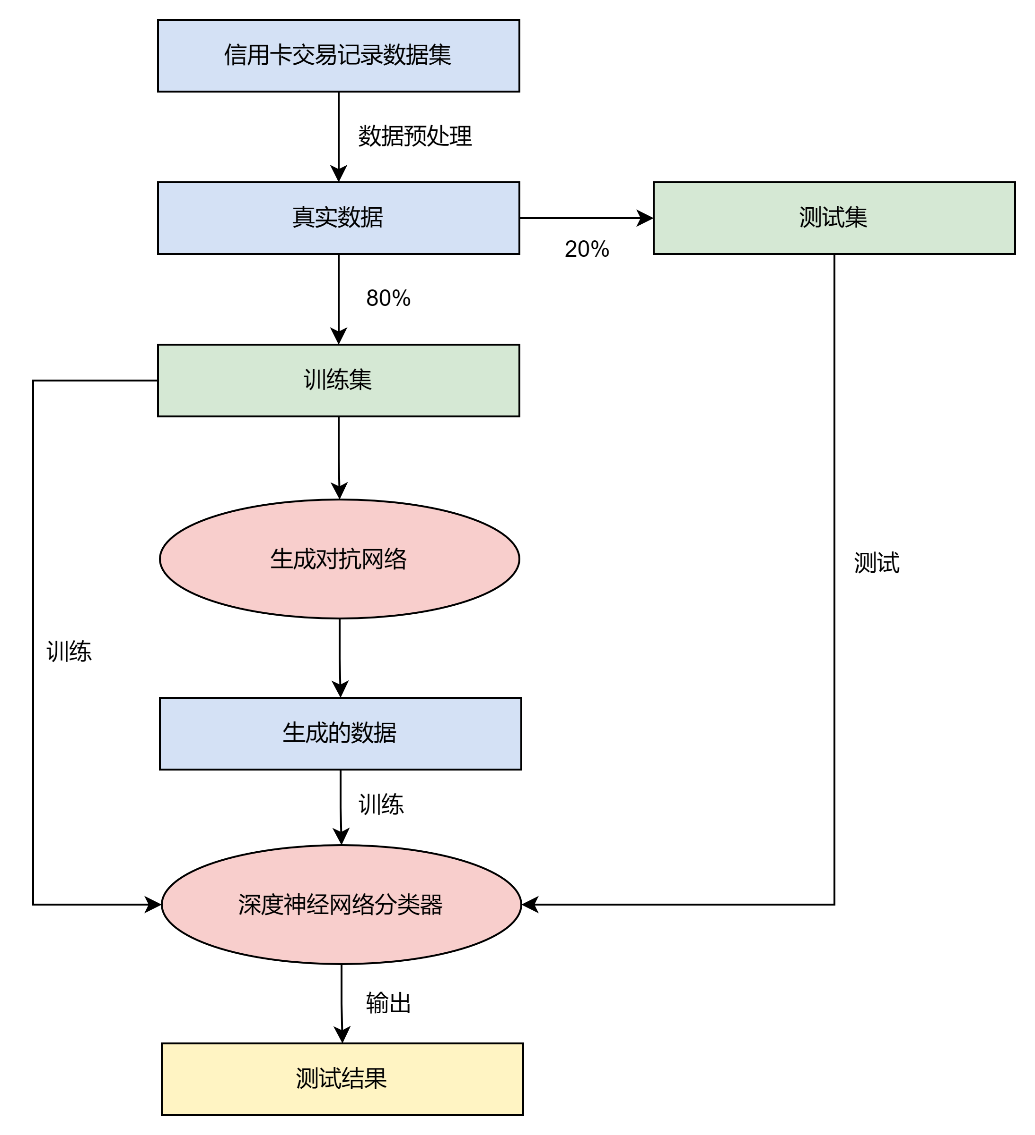 信用卡交易记录数据集
数据预处理
真实数据
测试集
20%
80%
训练集
生成对抗网络
测试
训练
生成的数据
训练
深度神经网络分类器
输出
测试结果